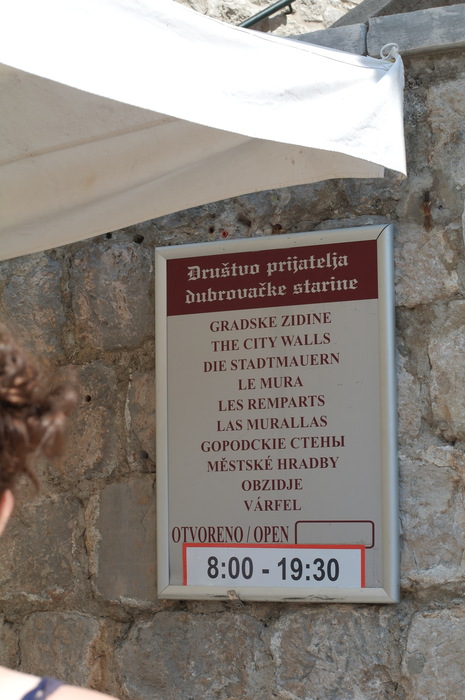 Društvo prijatelja
dubrovačke starine
GRADSKE ZIDINE
THE CITY WALLS
DIE STADTMAUERN
LE MURA
LES REMPARTS
LAS MURALLAS
GOPODCKIE CTEHЫ
MĚSTSKÉ HRADBY
OBZIDJE
VÁRFEL
OTVORENO / OPEN
8:00 - 19:30